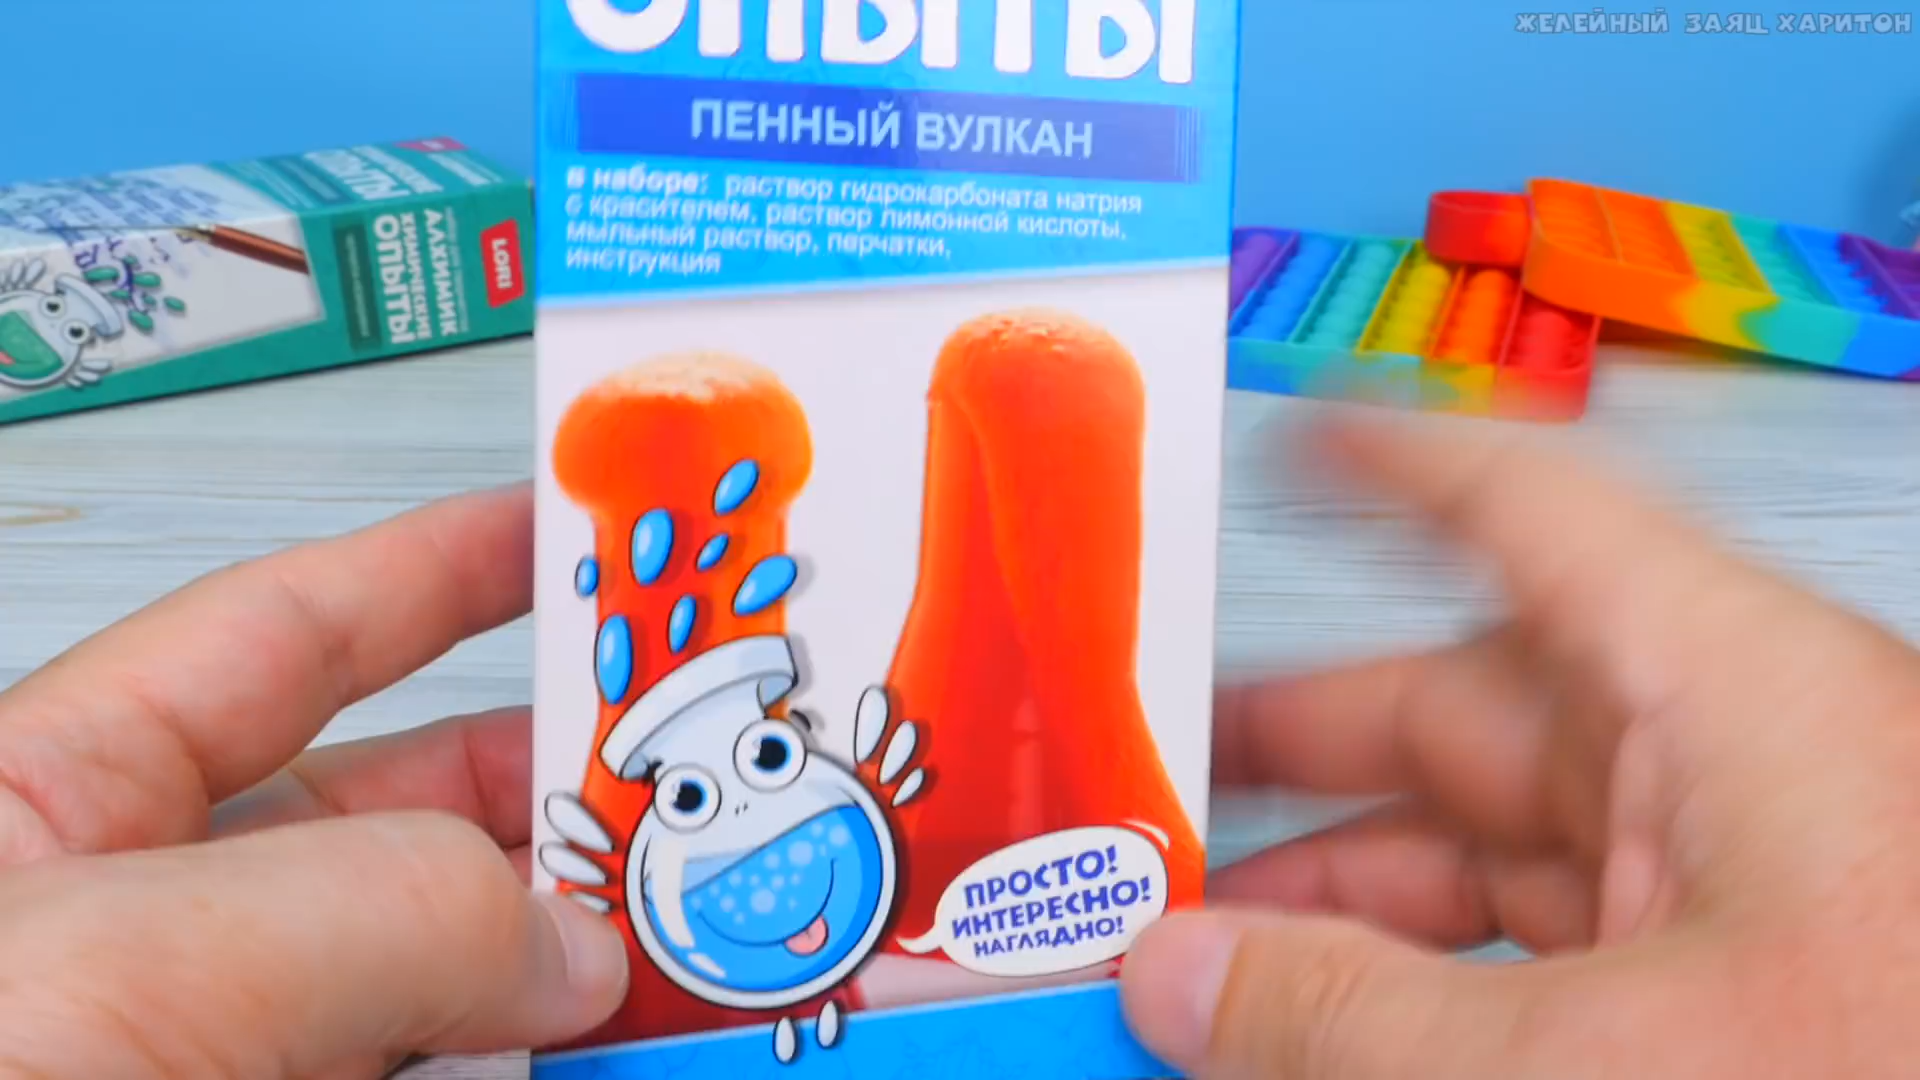 ЖЕЛЕЙНЫЙ ЗАЯЦ ХАРИТОН
ОПЫТЫ
ПЕННЫЙ ВУЛКАН
в наборе: раствор гидрокарбоната натрия
с красителем, раствор лимонной кислоты,
мыльный раствор, перчатки,
инструкция
ПРОСТО!
ИНТЕРЕСНО!
НАГЛЯДНО!
LORI
АЛХИМИК
ХИМИЧЕСКИЕ
ОПЫТЫ